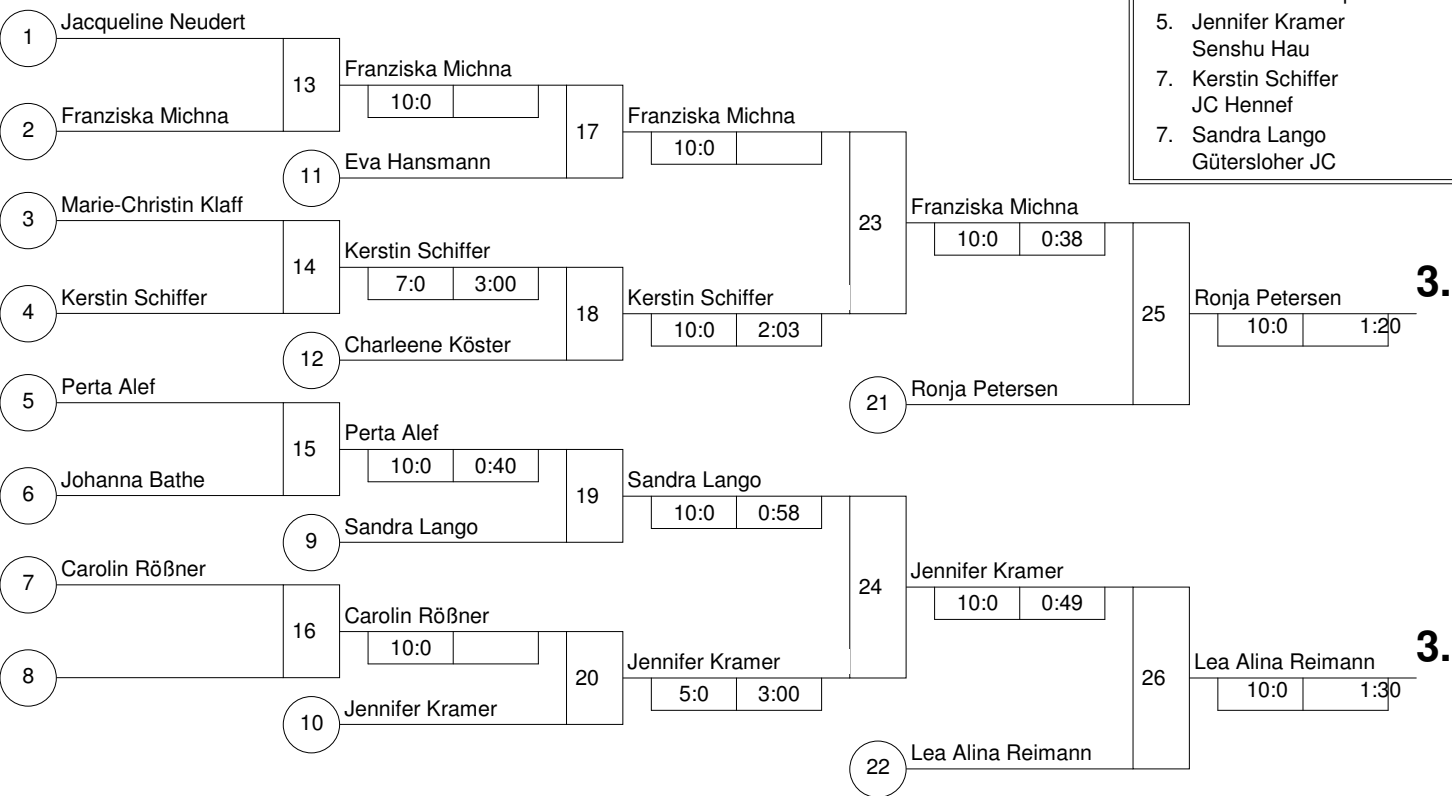 1 Jacqueline Neudert
2 Franziska Michna
3 Marie-Christin Klaff
4 Kerstin Schiffer
5 Perta Alef
6 Johanna Bathe
7 Carolin Rößner
8
13 Franziska Michna
10:0
11 Eva Hansmann
14 Kerstin Schiffer
7:0 3:00
12 Charleene Köster
15 Perta Alef
10:0 0:40
9 Sandra Lango
16 Carolin Rößner
10:0
10 Jennifer Kramer
17 Franziska Michna
10:0
18 Kerstin Schiffer
10:0 2:03
19 Sandra Lango
10:0 0:58
20 Jennifer Kramer
5:0 3:00
23 Franziska Michna
10:0 0:38
21 Ronja Petersen
24 Jennifer Kramer
10:0 0:49
22 Lea Alina Reimann
25 Ronja Petersen 3.
10:0 1:20
26 Lea Alina Reimann 3.
10:0 1:30
5. Jennifer Kramer
Senshu Hau
7. Kerstin Schiffer
JC Hennef
7. Sandra Lango
Gütersloher JC